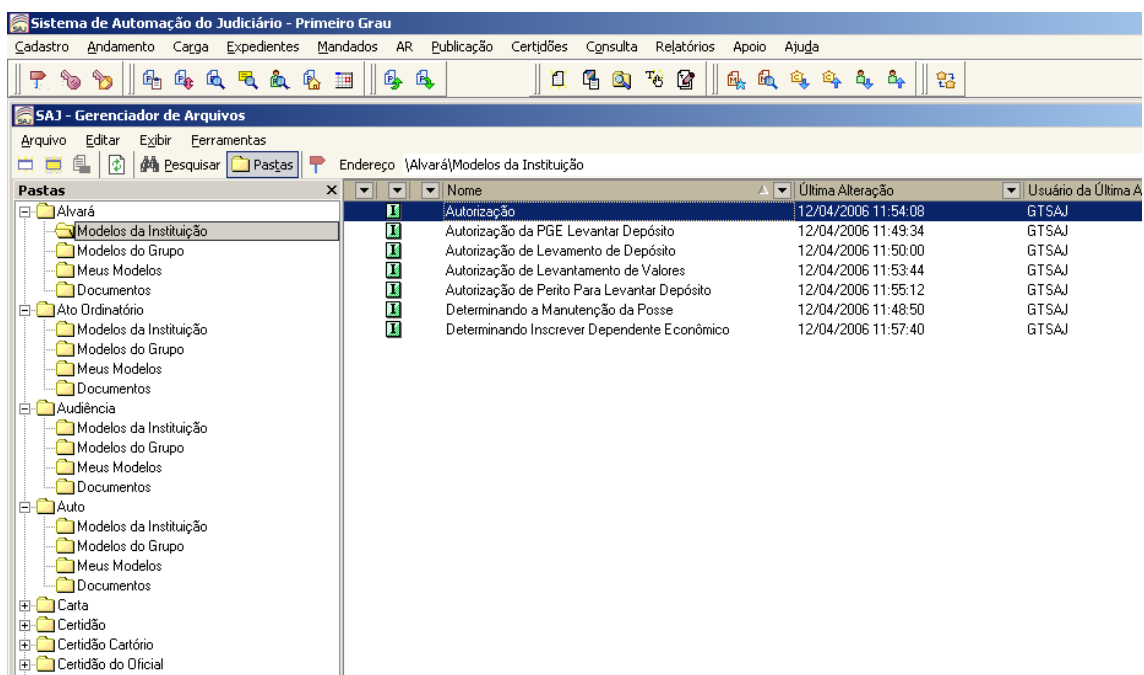 Sistema de Automação do Judiciário - Primeiro Grau
Cadastro Andamento Carga Expedientes Mandados AR Publicação Certidões Consulta Relatórios Apoio Ajuda
SAJ - Gerenciador de Arquivos
Arquivo Editar Exibir Ferramentas
Pesquisar Pastas Endereço \Alvará\Modelos da Instituição
Pastas Nome Última Alteração Usuário da Última A
Alvará Autorização 12/04/2006 11:54:08 GTSAJ
Modelos da Instituição Autorização da PGE Levantar Depósito 12/04/2006 11:49:34 GTSAJ
Modelos do Grupo Autorização de Levamento de Depósito 12/04/2006 11:50:00 GTSAJ
Meus Modelos Autorização de Levantamento de Valores 12/04/2006 11:53:44 GTSAJ
Documentos Autorização de Perito Para Levantar Depósito 12/04/2006 11:55:12 GTSAJ
Ato Ordinatório Determinando a Manutenção da Posse 12/04/2006 11:48:50 GTSAJ
Modelos da Instituição Determinando Inscrever Dependente Econômico 12/04/2006 11:57:40 GTSAJ
Modelos do Grupo
Meus Modelos
Documentos
Audiência
Modelos da Instituição
Modelos do Grupo
Meus Modelos
Documentos
Auto
Modelos da Instituição
Modelos do Grupo
Meus Modelos
Documentos
Carta
Certidão
Certidão Cartório
Certidão do Oficial